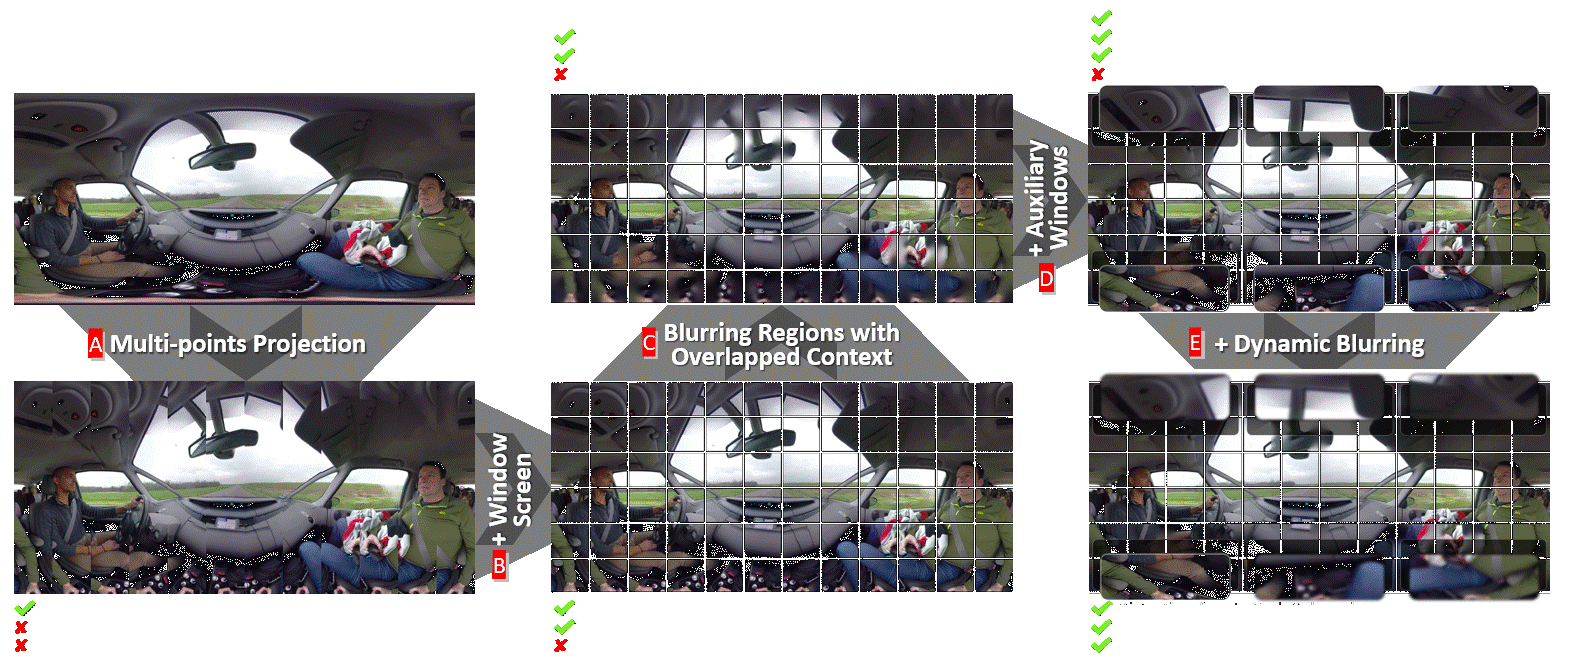 A Multi-points Projection
B + Window
Screen
C Blurring Regions with
Overlapped Context
D + Auxiliary
Windows
E + Dynamic Blurring